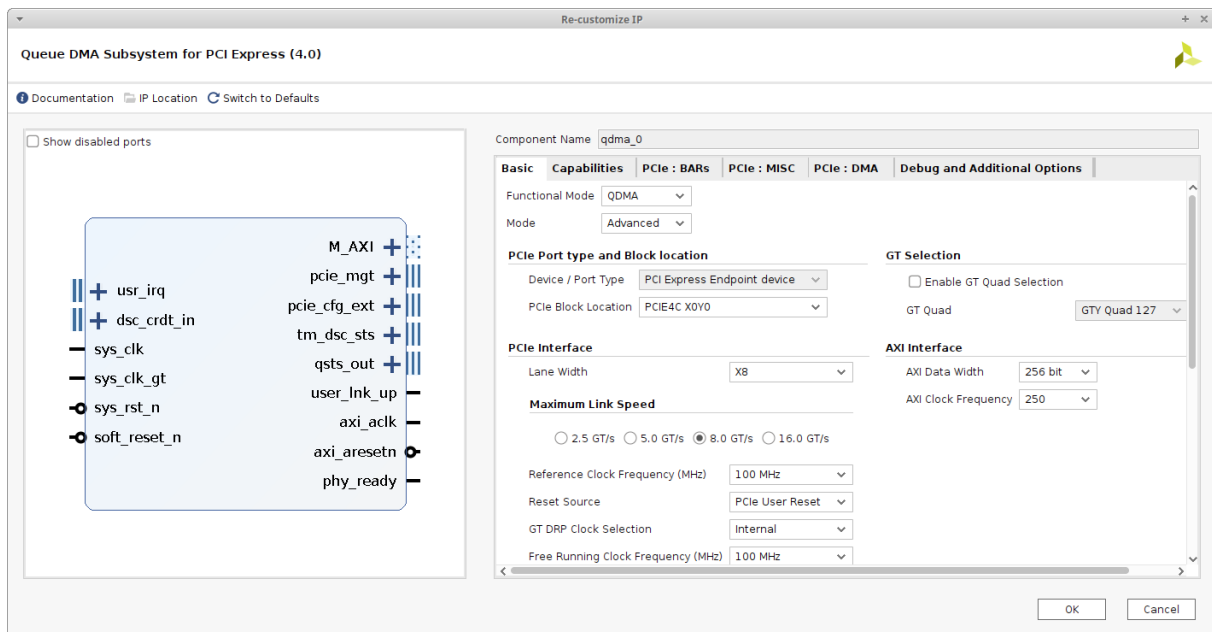 Re-customize IP
Queue DMA Subsystem for PCI Express (4.0)
Documentation IP Location Switch to Defaults
Show disabled ports
M_AXI
pcie_mgt
usr_irq
pcie_cfg_ext
dsc_crdt_in
tm_dsc_sts
sys_clk
qsts_out
sys_clk_gt
user_lnk_up
sys_rst_n
axi_aclk
soft_reset_n
axi_aresetn
phy_ready
Component Name qdma_0
Basic Capabilities PCIe : BARs PCIe : MISC PCIe : DMA Debug and Additional Options
Functional Mode QDMA
Mode Advanced
PCIe Port type and Block location
Device / Port Type PCI Express Endpoint device
PCIe Block Location PCIE4C X0Y0
GT Selection
Enable GT Quad Selection
GT Quad GTY Quad 127
PCIe Interface
Lane Width X8
Maximum Link Speed
2.5 GT/s 5.0 GT/s 8.0 GT/s 16.0 GT/s
Reference Clock Frequency (MHz) 100 MHz
Reset Source PCIe User Reset
GT DRP Clock Selection Internal
Free Running Clock Frequency (MHz) 100 MHz
AXI Interface
AXI Data Width 256 bit
AXI Clock Frequency 250
OK Cancel